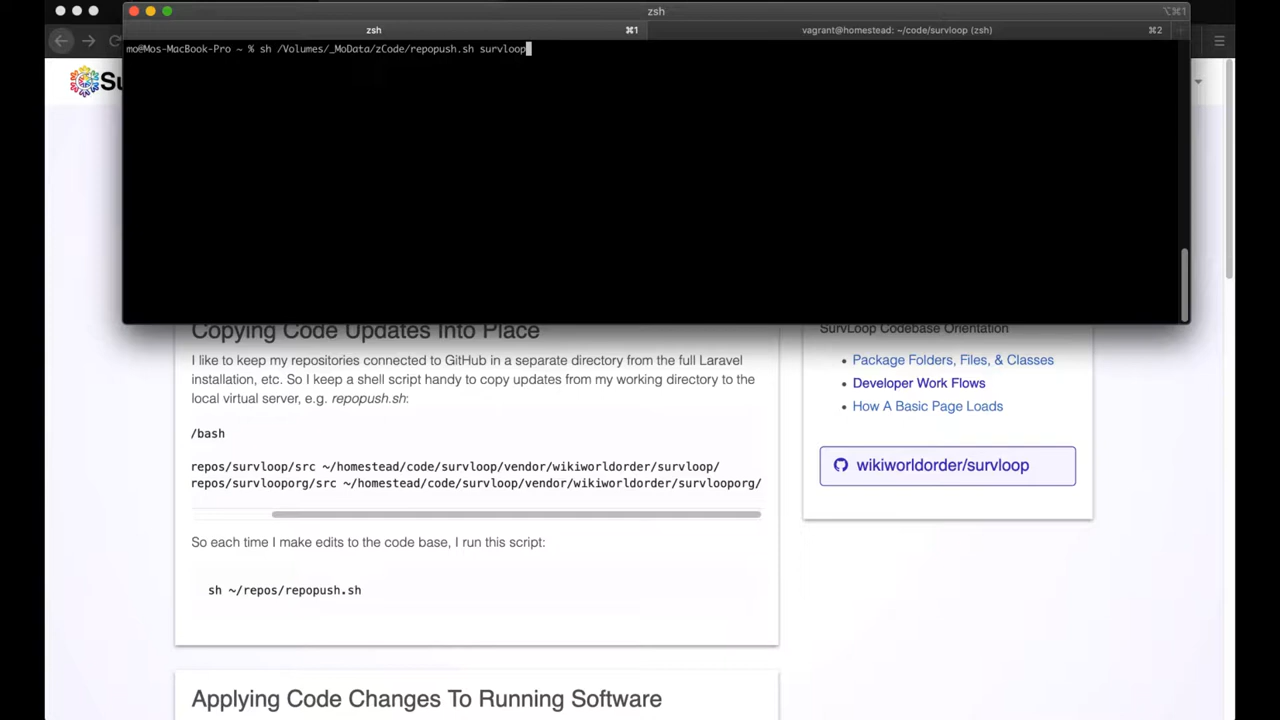 zsh
⌥⌘1
zsh
⌘1
vagrant@homestead: ~/code/survloop (zsh)
⌘2
mo@Mos-MacBook-Pro ~ % sh /Volumes/_MoData/zCode/repopush.sh survloop
Su
Copying Code Updates Into Place
I like to keep my repositories connected to GitHub in a separate directory from the full Laravel
installation, etc. So I keep a shell script handy to copy updates from my working directory to the
local virtual server, e.g. repopush.sh:
/bash
repos/survloop/src ~/homestead/code/survloop/vendor/wikiworldorder/survloop/
repos/survlooporg/src ~/homestead/code/survloop/vendor/wikiworldorder/survlooporg/
So each time I make edits to the code base, I run this script:
sh ~/repos/repopush.sh
Applying Code Changes To Running Software
SurvLoop Codebase Orientation
• Package Folders, Files, & Classes
• Developer Work Flows
• How A Basic Page Loads
wikiworldorder/survloop